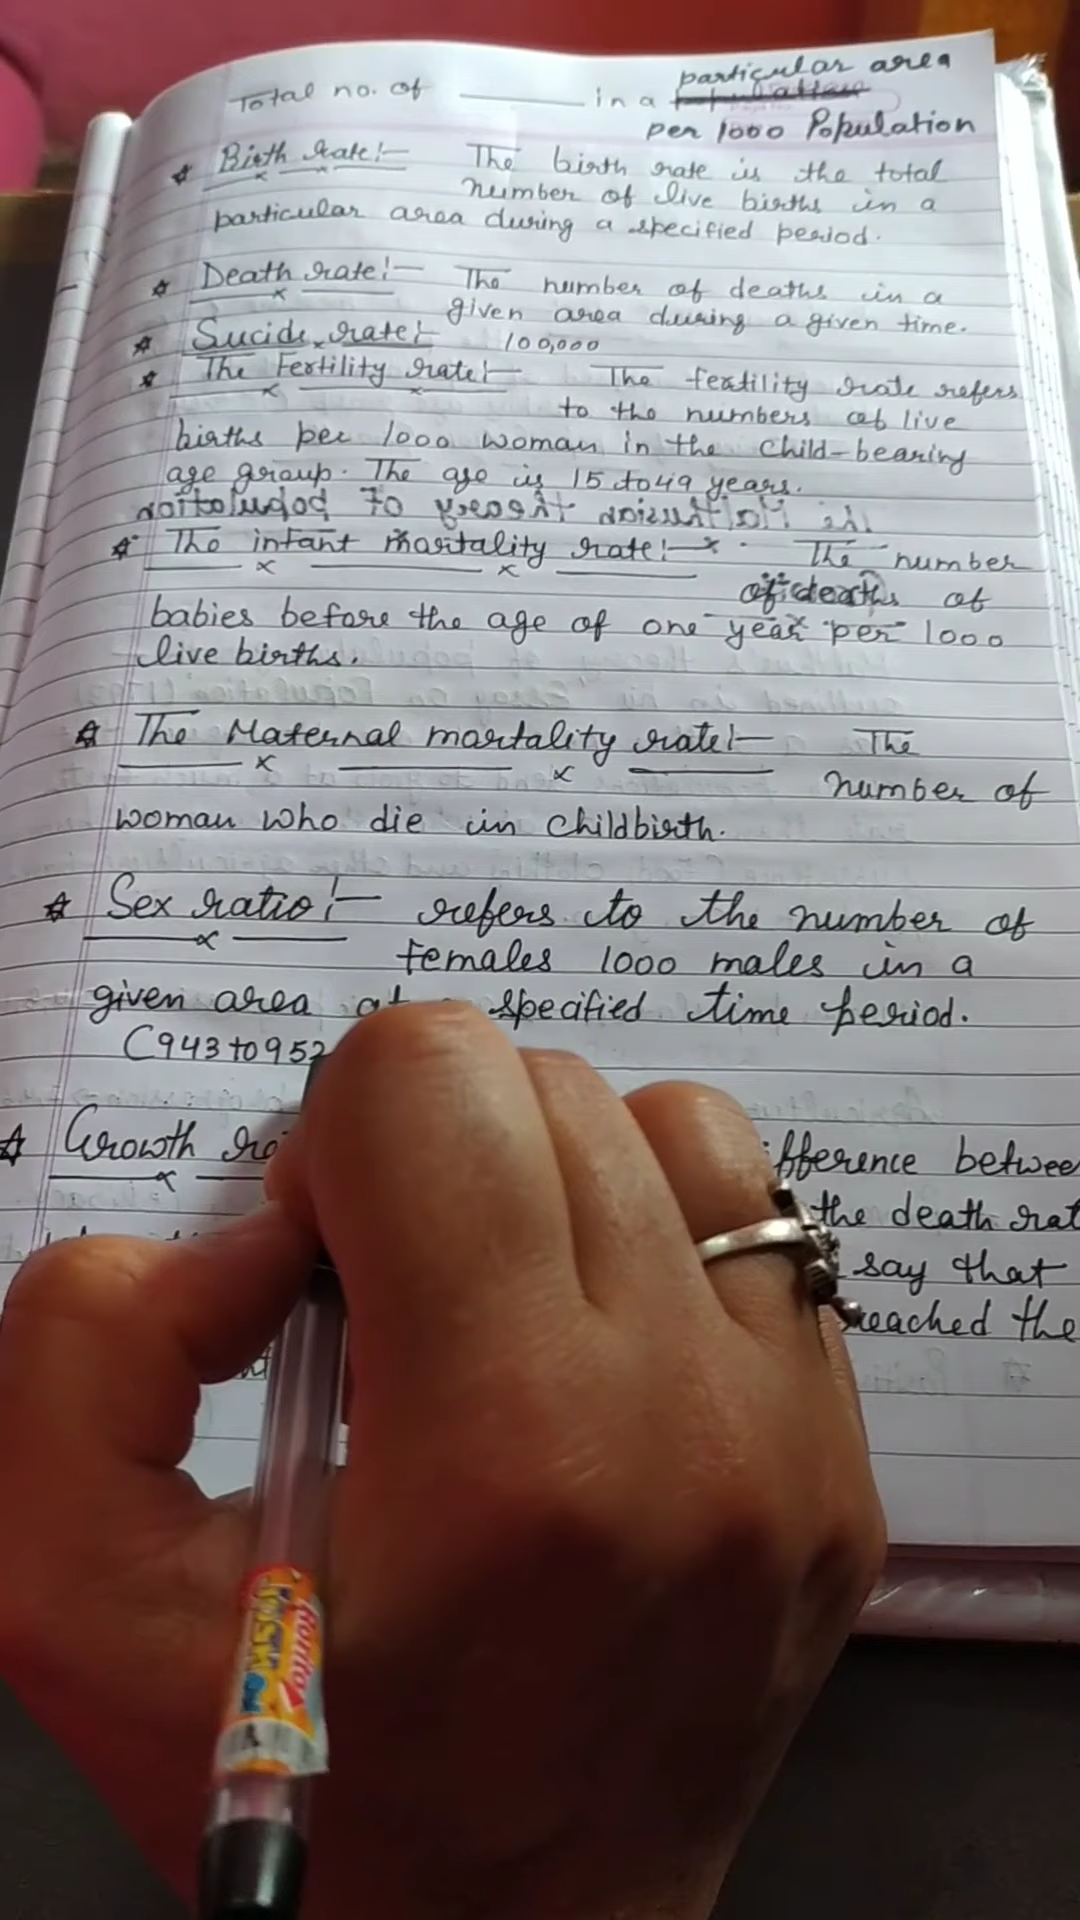 particular area
Total no. of ________ in a
per 1000 Population
☆ Birth rate:- The birth rate is the total
number of live births in a
particular area during a specified period.
☆ Death rate:- The number of deaths in a
given area during a given time.
☆ Sucide rate:- 100,000
☆ The Fertility rate:- The fertility rate refers
to the numbers of live
births per 1000 woman in the child-bearing
age group. The age is 15 to 49 years.
☆ The infant mortality rate:- The number
of deaths of
babies before the age of one year per 1000
live births.
☆ The Maternal mortality rate:- The
number of
woman who die in childbirth.
☆ Sex ratio:- refers to the number of
females 1000 males in a
given area at specified time period.
(943 to 952
☆ Growth ifference betwee
the death rat
say that
reached the